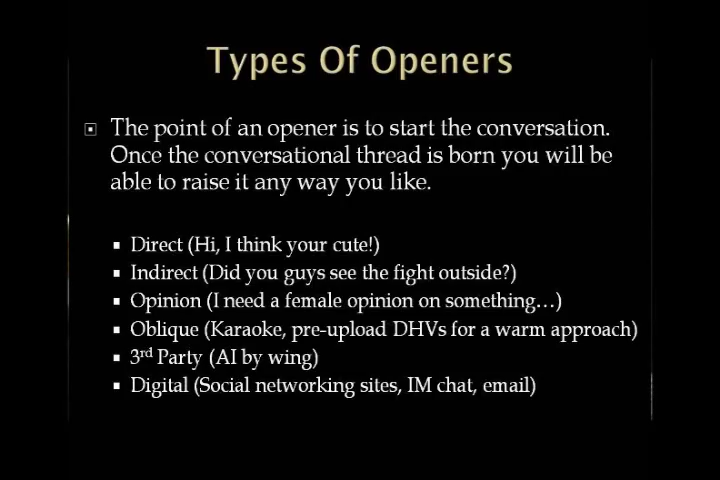 Types Of Openers
The point of an opener is to start the conversation.
Once the conversational thread is born you will be
able to raise it any way you like.
Direct (Hi, I think your cute!)
Indirect (Did you guys see the fight outside?)
Opinion (I need a female opinion on something…)
Oblique (Karaoke, pre-upload DHVs for a warm approach)
3rd Party (AI by wing)
Digital (Social networking sites, IM chat, email)